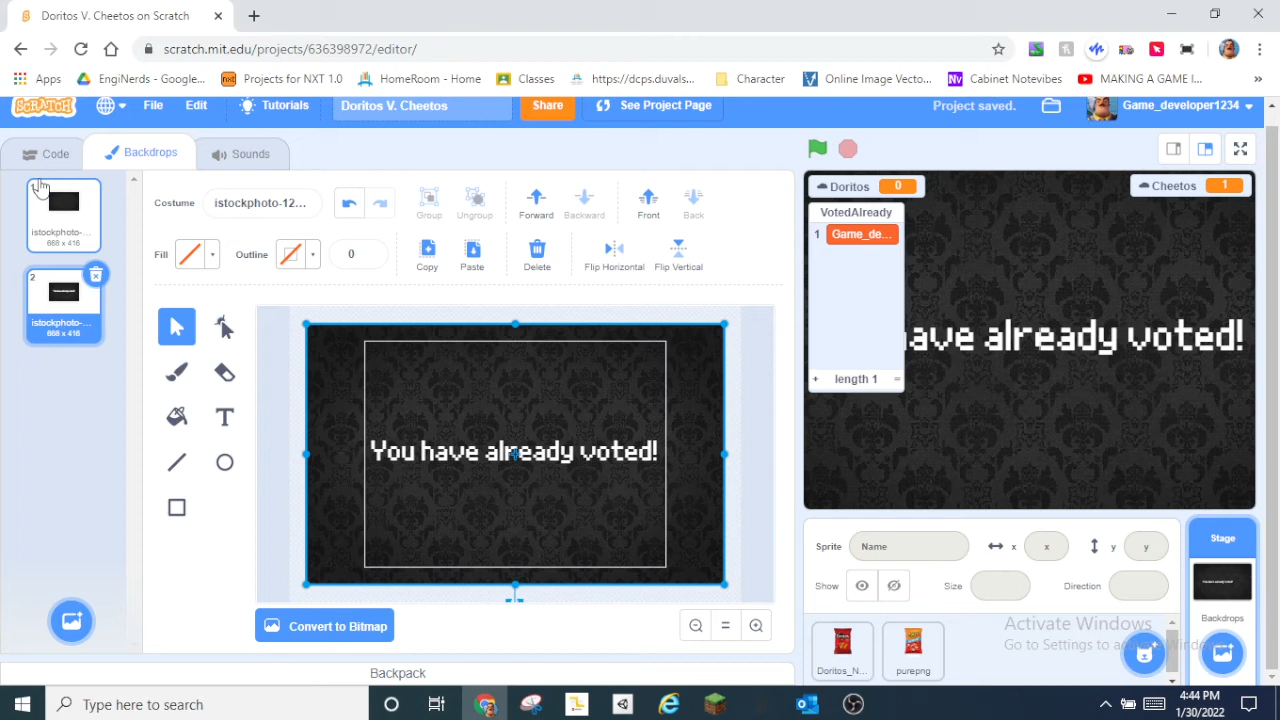 Doritos V. Cheetos on Scratch
scratch.mit.edu/projects/636398972/editor/
Apps EngiNerds - Google... Projects for NXT 1.0 HomeRoom - Home Classes https://dcps.duvals... Character Online Image Vecto... Nv Cabinet Notevibes MAKING A GAME I... »
SCRATCH File Edit Tutorials Doritos V. Cheetos Share See Project Page Project saved. Game_developer1234
Code Backdrops Sounds
Costume istockphoto-12... Group Ungroup Forward Backward Front Back
Fill Outline 0 Copy Paste Delete Flip Horizontal Flip Vertical
1
istockphoto-...
668 x 416
2
istockphoto-...
668 x 416
You have already voted!
Convert to Bitmap
Backpack
Doritos 0
Cheetos 1
VotedAlready
1 Game_de...
+ length 1 =
have already voted!
Sprite Name x x y y
Show Size Direction
Stage
Backdrops
Doritos_N...
purepng
Activate Windows
Go to Settings to activate Windows.
Type here to search
4:44 PM
1/30/2022